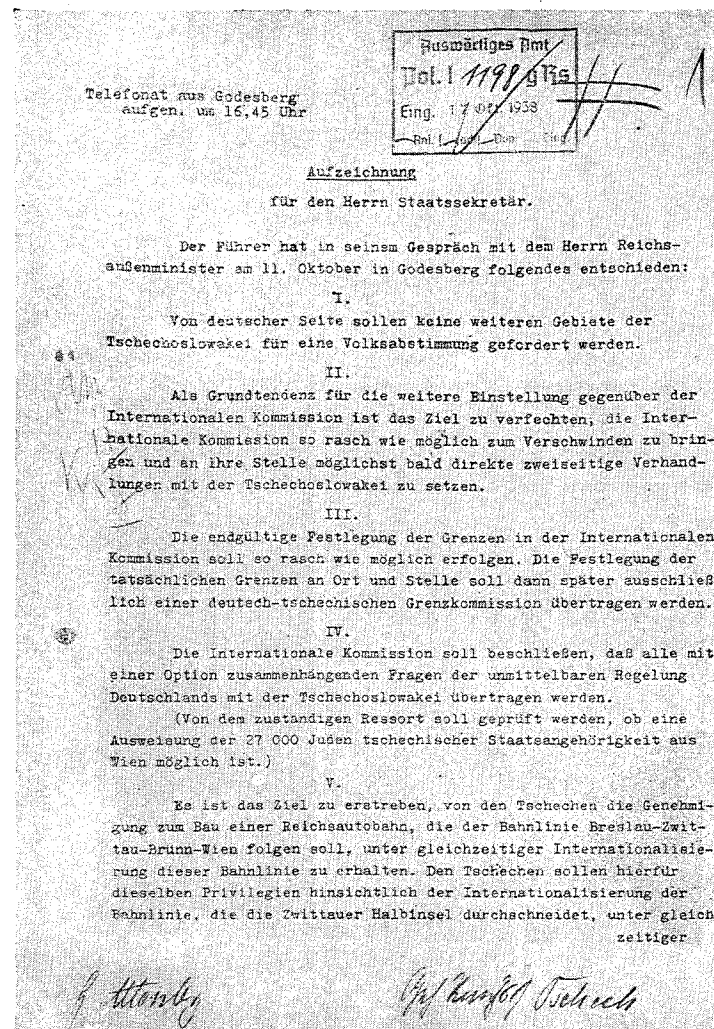 Auswärtiges Amt
Pol. I 1198/gRs
Eing. 17 Okt. 1938
1
Telefonat aus Godesberg
aufgen. um 16,45 Uhr
Aufzeichnung
für den Herrn Staatssekretär.
Der Führer hat in seinem Gespräch mit dem Herrn Reichs-
außenminister am 11. Oktober in Godesberg folgendes entschieden:
I.
Von deutscher Seite sollen keine weiteren Gebiete der
Tschechoslowakei für eine Volksabstimmung gefordert werden.
II.
Als Grundtendenz für die weitere Einstellung gegenüber der
Internationalen Kommission ist das Ziel zu verfechten, die Inter-
nationale Kommission so rasch wie möglich zum Verschwinden zu brin-
gen und an ihre Stelle möglichst bald direkte zweiseitige Verhand-
lungen mit der Tschechoslowakei zu setzen.
III.
Die endgültige Festlegung der Grenzen in der Internationalen
Kommission soll so rasch wie möglich erfolgen. Die Festlegung der
tatsächlichen Grenzen an Ort und Stelle soll dann später ausschließ
lich einer deutsch-tschechischen Grenzkommission übertragen werden.
IV.
Die Internationale Kommission soll beschließen, daß alle mit
einer Option zusammenhängenden Fragen der unmittelbaren Regelung
Deutschlands mit der Tschechoslowakei übertragen werden.
(Von dem zuständigen Ressort soll geprüft werden, ob eine
Ausweisung der 27 000 Juden tschechischer Staatsangehörigkeit aus
Wien möglich ist.)
V.
Es ist das Ziel zu erstreben, von den Tschechen die Genehmi-
gung zum Bau einer Reichsautobahn, die der Bahnlinie Breslau-Zwit-
tau-Brünn-Wien folgen soll, unter gleichzeitiger Internationalisie-
rung dieser Bahnlinie zu erhalten. Den Tschechen sollen hierfür
dieselben Privilegien hinsichtlich der Internationalisierung der
Bahnlinie, die die Zwittauer Halbinsel durchschneidet, unter gleich
zeitiger
Tschech